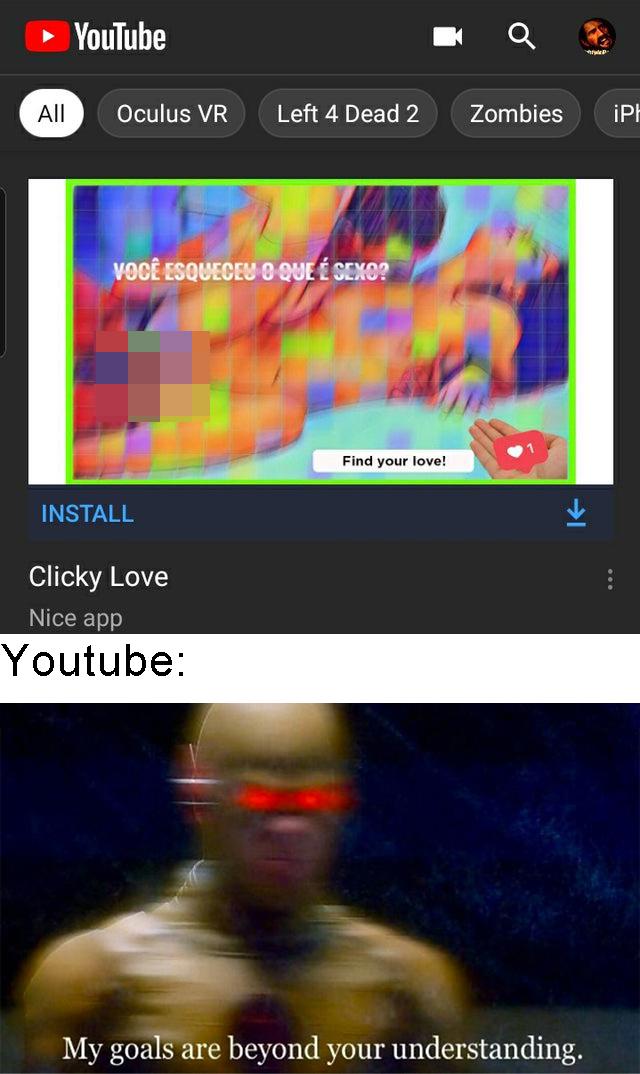 YouTube
All
Oculus VR
Left 4 Dead 2
Zombies
iPh
VOCÊ ESQUECEU O QUE É SEXO?
Find your love!
1
INSTALL
Clicky Love
Nice app
Youtube:
My goals are beyond your understanding.